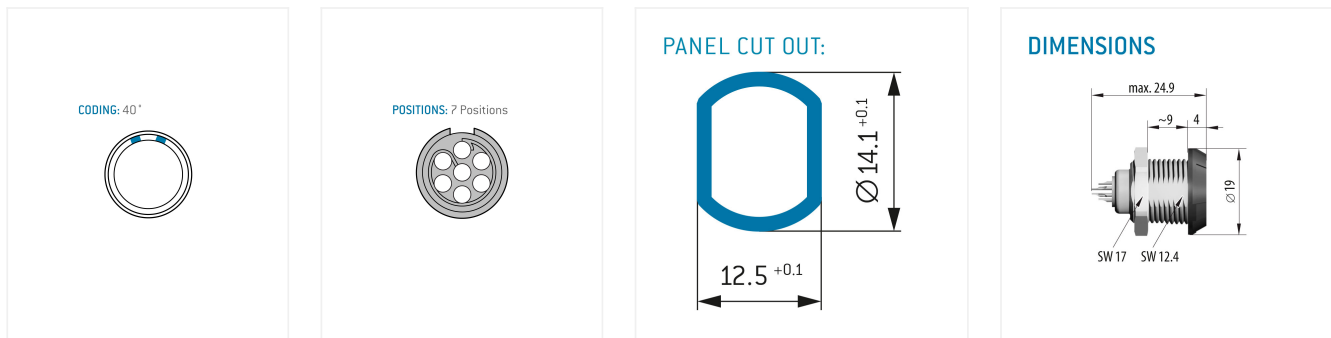 CODING: 40°
POSITIONS: 7 Positions
PANEL CUT OUT:
Ø 14.1 +0.1
12.5 +0.1
DIMENSIONS
max. 24.9
~9
4
Ø 19
SW 17
SW 12.4